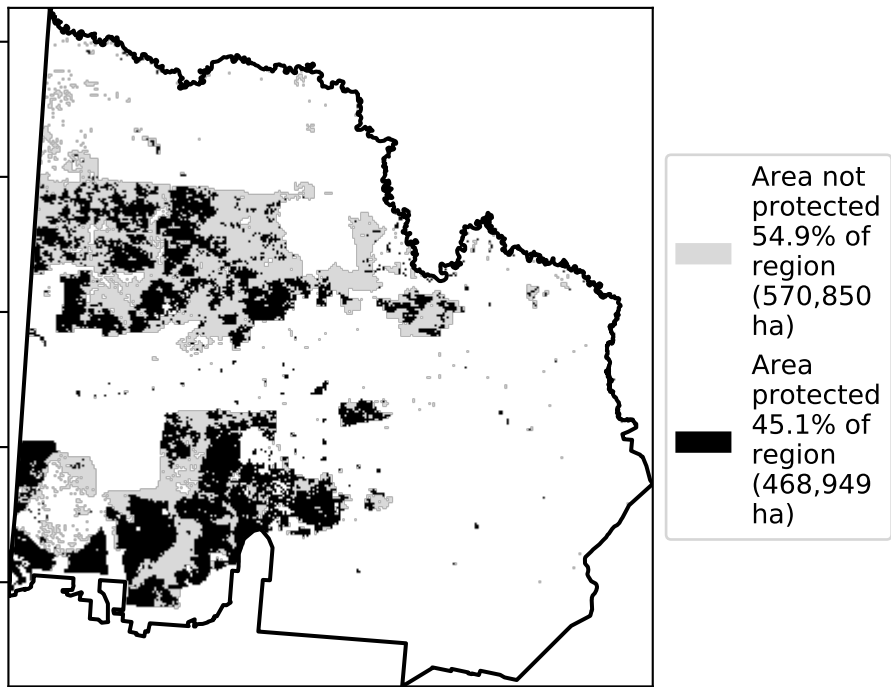 Area not
protected
54.9% of
region
(570,850
ha)
Area
protected
45.1% of
region
(468,949
ha)